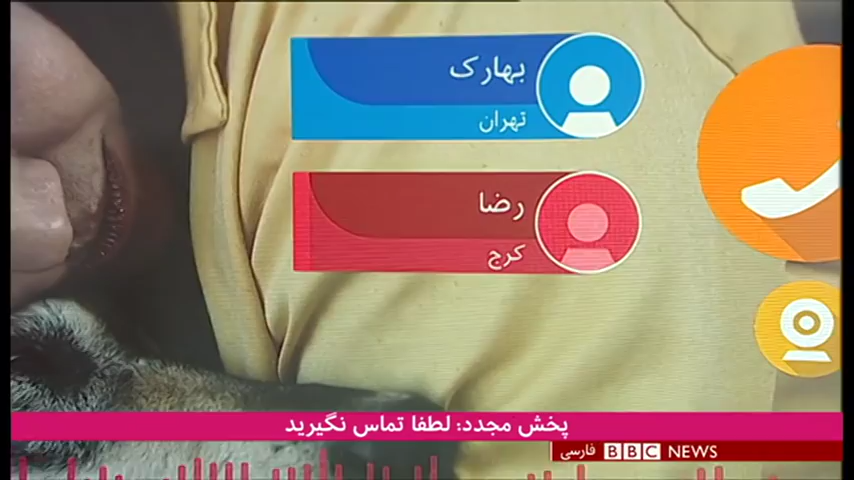 بهارک
تهران
رضا
کرج
پخش مجدد: لطفا تماس نگیرید
BBC NEWS فارسی